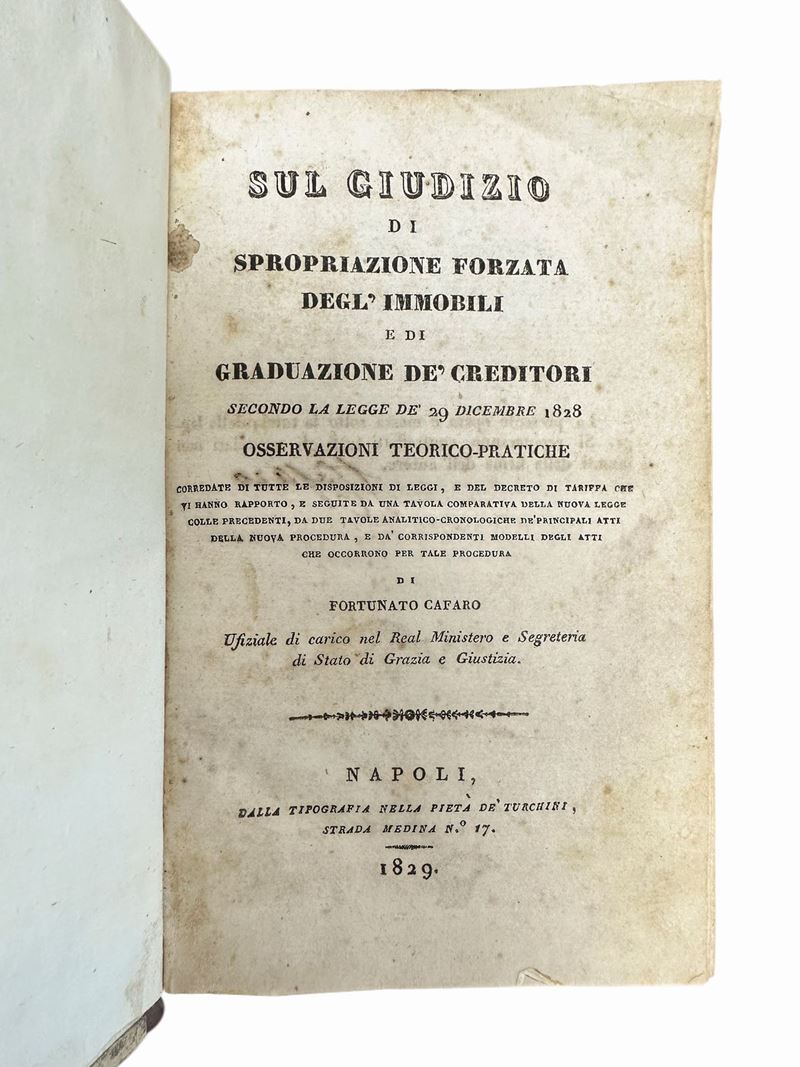 SUL GIUDIZIO
DI
SPROPRIAZIONE FORZATA
DEGL' IMMOBILI
E DI
GRADUAZIONE DE' CREDITORI
SECONDO LA LEGGE DE' 29 DICEMBRE 1828
OSSERVAZIONI TEORICO-PRATICHE
CORREDATE DI TUTTE LE DISPOSIZIONI DI LEGGI, E DEL DECRETO DI TARIFFA CHE
VI HANNO RAPPORTO, E SEGUITE DA UNA TAVOLA COMPARATIVA DELLA NUOVA LEGGE
COLLE PRECEDENTI, DA DUE TAVOLE ANALITICO-CRONOLOGICHE DE' PRINCIPALI ATTI
DELLA NUOVA PROCEDURA, E DA' CORRISPONDENTI MODELLI DEGLI ATTI
CHE OCCORRONO PER TALE PROCEDURA
DI
FORTUNATO CAFARO
Ufiziale di carico nel Real Ministero e Segreteria
di Stato di Grazia e Giustizia.
NAPOLI,
DALLA TIPOGRAFIA NELLA PIETÀ DE' TURCHINI,
STRADA MEDINA N.º 17.
1829.